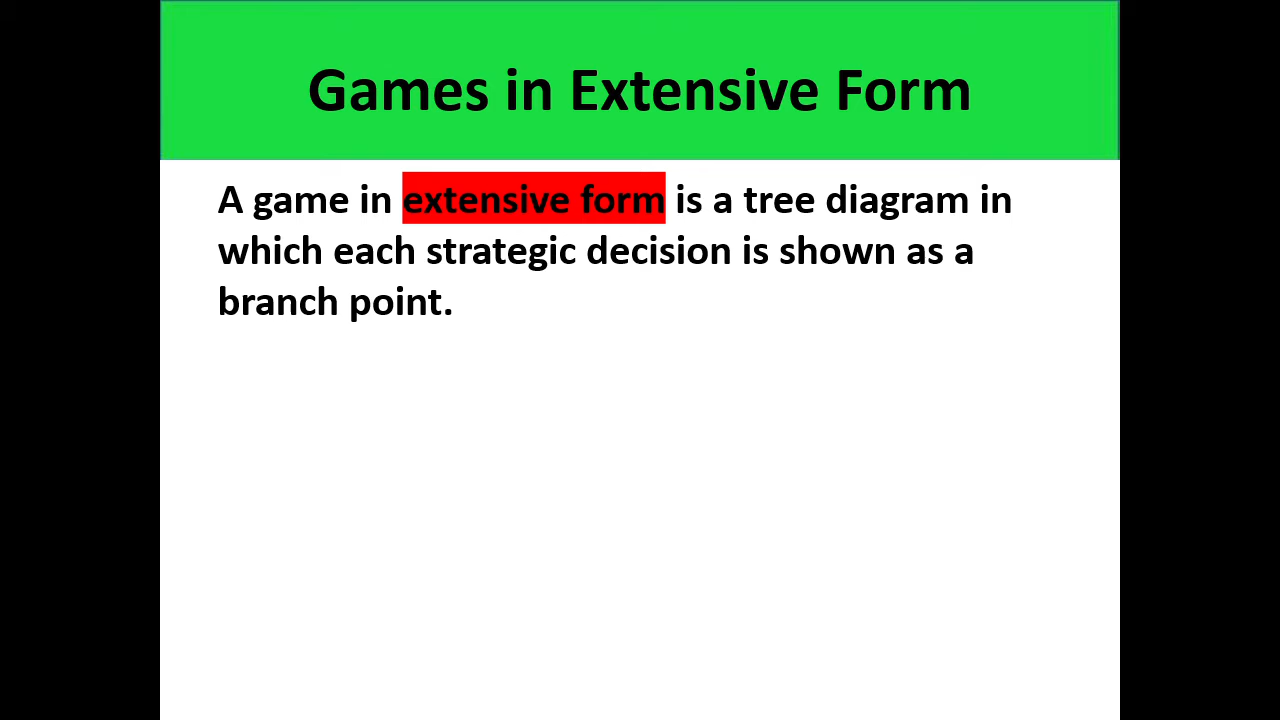 Games in Extensive Form
A game in extensive form is a tree diagram in
which each strategic decision is shown as a
branch point.